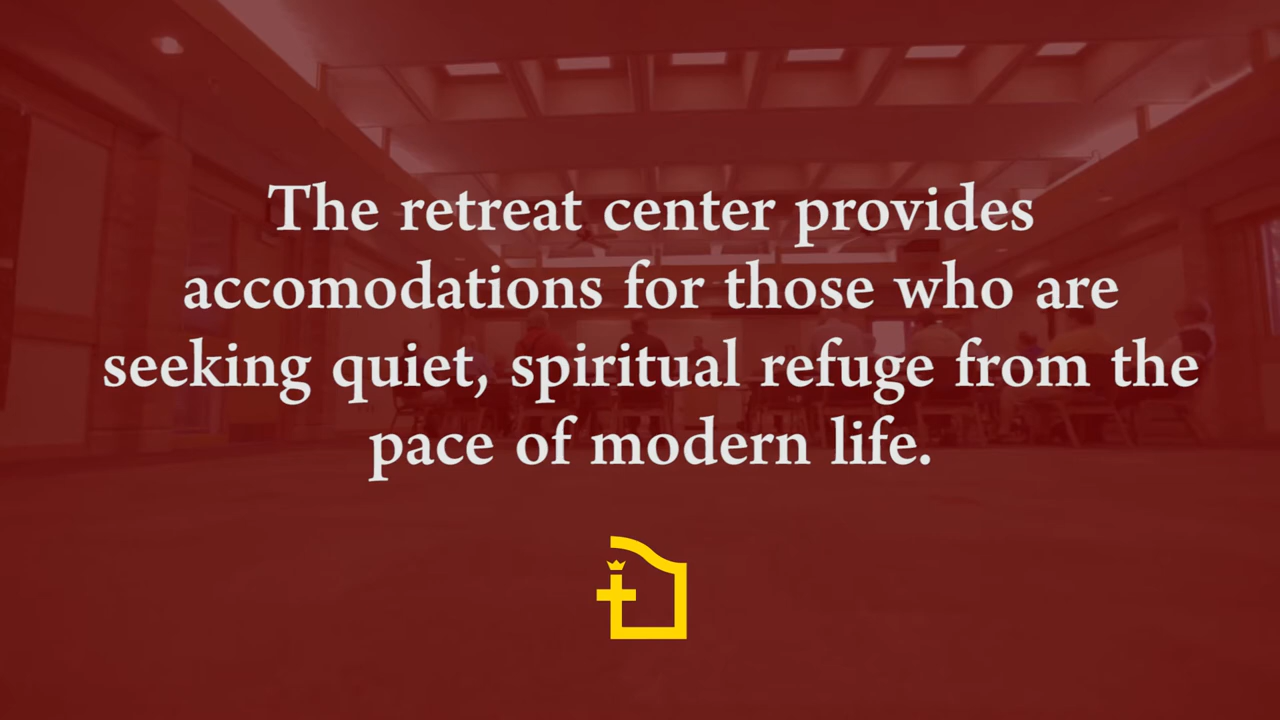 The retreat center provides
accomodations for those who are
seeking quiet, spiritual refuge from the
pace of modern life.